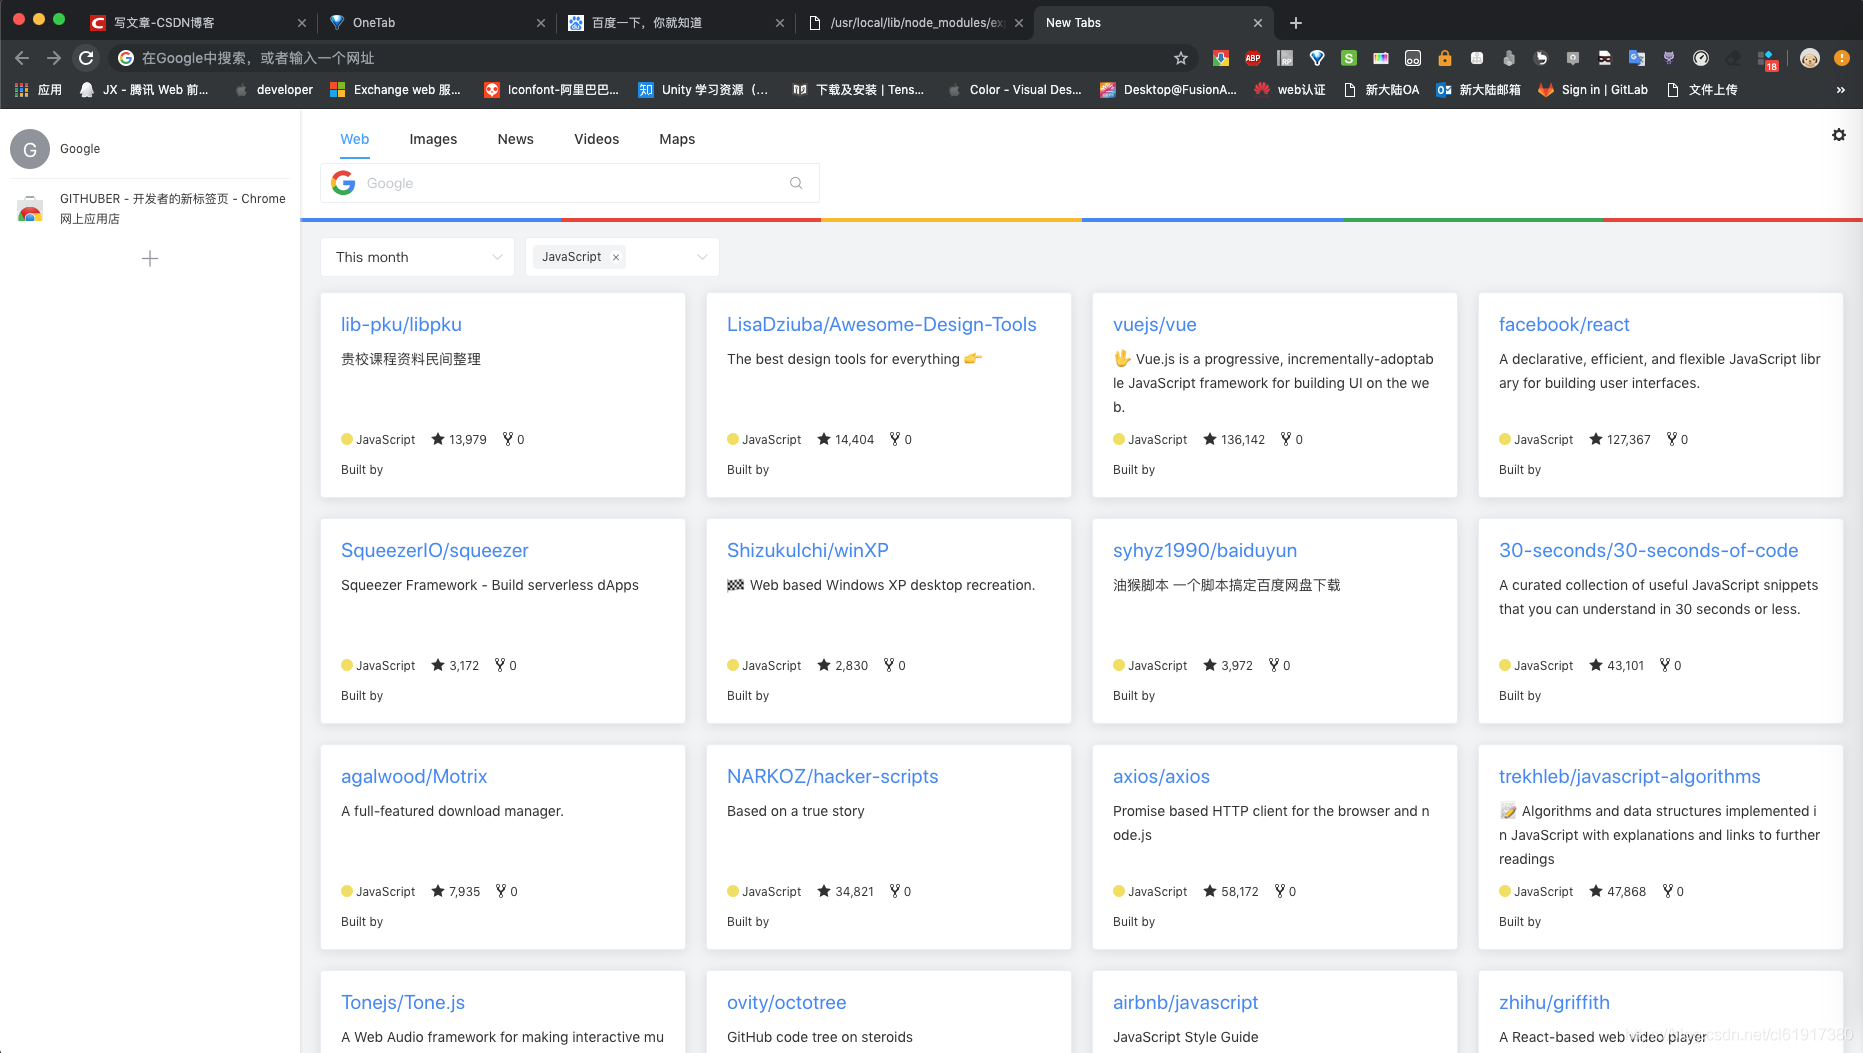 写文章-CSDN博客
OneTab
百度一下，你就知道
/usr/local/lib/node_modules/ex
New Tabs
在Google中搜索，或者输入一个网址
ABP
18
应用
JX - 腾讯 Web 前...
developer
Exchange web 服...
Iconfont-阿里巴巴...
知
Unity 学习资源（...
下载及安装 | Tens...
Color - Visual Des...
Desktop@FusionA...
web认证
新大陆OA
新大陆邮箱
Sign in | GitLab
文件上传
»
G
Google
GITHUBER - 开发者的新标签页 - Chrome
网上应用店
Web
Images
News
Videos
Maps
Google
This month
JavaScript ×
lib-pku/libpku
贵校课程资料民间整理
JavaScript 13,979 0
Built by
LisaDziuba/Awesome-Design-Tools
The best design tools for everything 👉
JavaScript 14,404 0
Built by
vuejs/vue
🖖 Vue.js is a progressive, incrementally-adoptab
le JavaScript framework for building UI on the we
b.
JavaScript 136,142 0
Built by
facebook/react
A declarative, efficient, and flexible JavaScript libr
ary for building user interfaces.
JavaScript 127,367 0
Built by
SqueezerIO/squeezer
Squeezer Framework - Build serverless dApps
JavaScript 3,172 0
Built by
ShizukuIchi/winXP
🏁 Web based Windows XP desktop recreation.
JavaScript 2,830 0
Built by
syhyz1990/baiduyun
油猴脚本 一个脚本搞定百度网盘下载
JavaScript 3,972 0
Built by
30-seconds/30-seconds-of-code
A curated collection of useful JavaScript snippets
that you can understand in 30 seconds or less.
JavaScript 43,101 0
Built by
agalwood/Motrix
A full-featured download manager.
JavaScript 7,935 0
Built by
NARKOZ/hacker-scripts
Based on a true story
JavaScript 34,821 0
Built by
axios/axios
Promise based HTTP client for the browser and n
ode.js
JavaScript 58,172 0
Built by
trekhleb/javascript-algorithms
📝 Algorithms and data structures implemented i
n JavaScript with explanations and links to further
readings
JavaScript 47,868 0
Built by
Tonejs/Tone.js
A Web Audio framework for making interactive mu
ovity/octotree
GitHub code tree on steroids
airbnb/javascript
JavaScript Style Guide
zhihu/griffith
A React-based web video player
https://blog.csdn.net/cl61917380